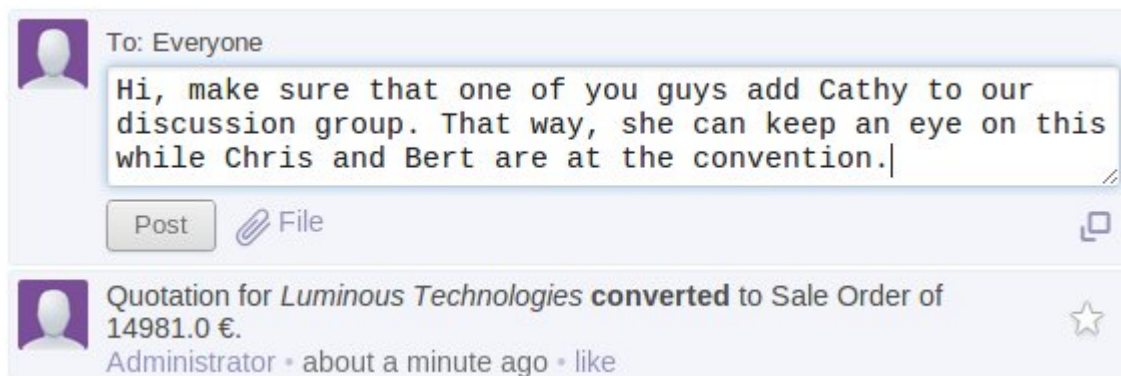 To: Everyone
Hi, make sure that one of you guys add Cathy to our
discussion group. That way, she can keep an eye on this
while Chris and Bert are at the convention.
Post File
Quotation for Luminous Technologies converted to Sale Order of
14981.0 €.
Administrator • about a minute ago • like